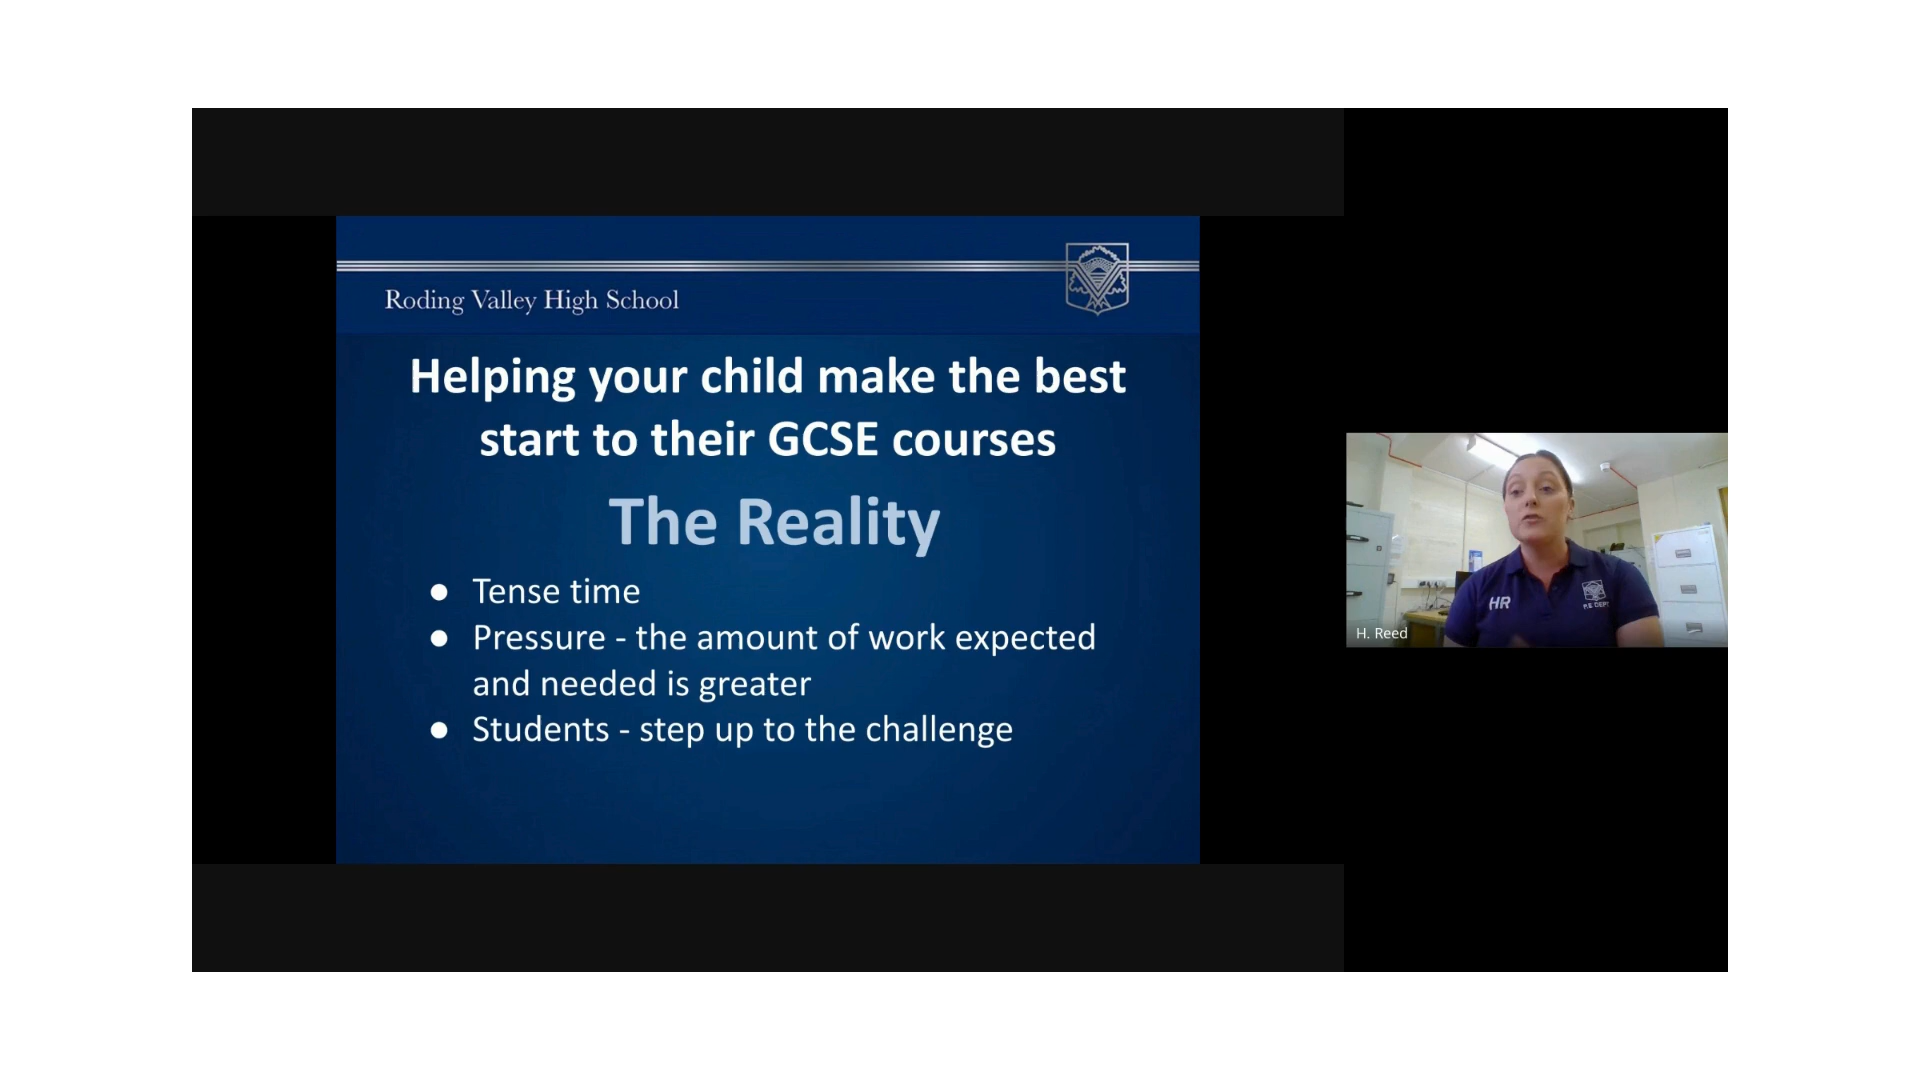 Roding Valley High School
Helping your child make the best
start to their GCSE courses
The Reality
● Tense time
● Pressure - the amount of work expected
and needed is greater
● Students - step up to the challenge
HR
P.E DEPT
H. Reed